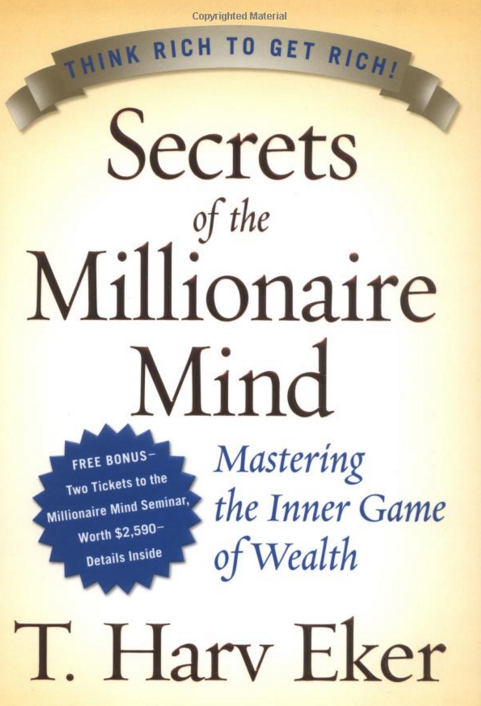 Copyrighted Material
THINK RICH TO GET RICH!
Secrets
of the
Millionaire
Mind
FREE BONUS–
Two Tickets to the
Millionaire Mind Seminar,
Worth $2,590–
Details Inside
Mastering
the Inner Game
of Wealth
T. Harv Eker